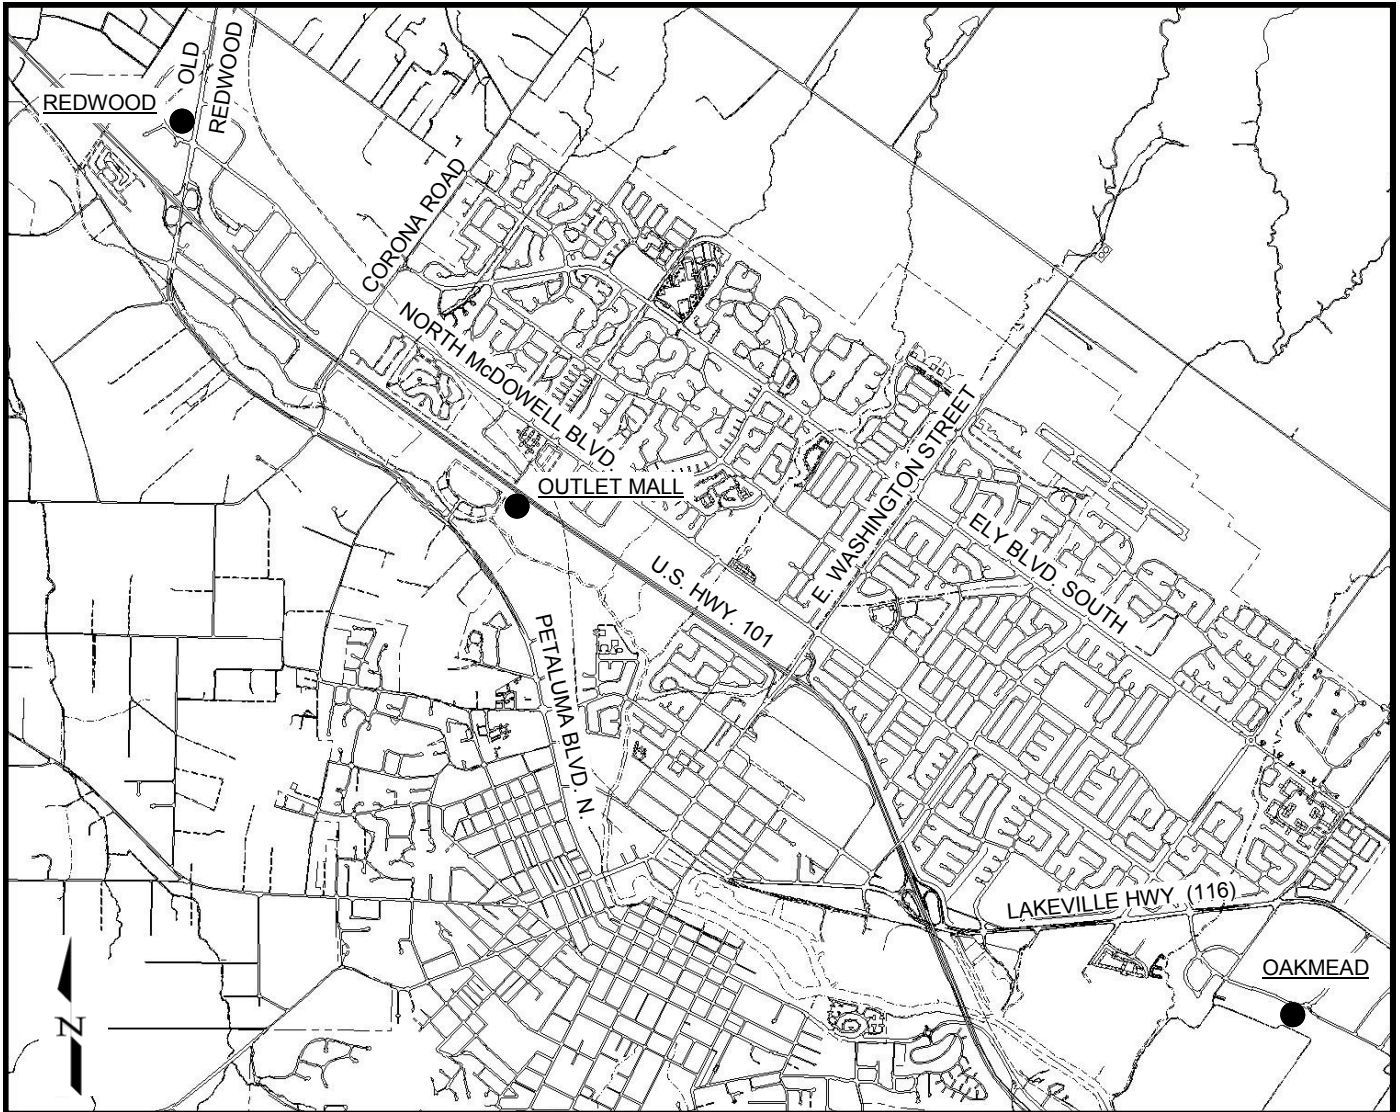 OLD
REDWOOD
REDWOOD
CORONA ROAD
NORTH McDOWELL BLVD.
OUTLET MALL
E. WASHINGTON STREET
ELY BLVD. SOUTH
U.S. HWY. 101
PETALUMA BLVD. N
LAKEVILLE HWY. (116)
OAKMEAD
N